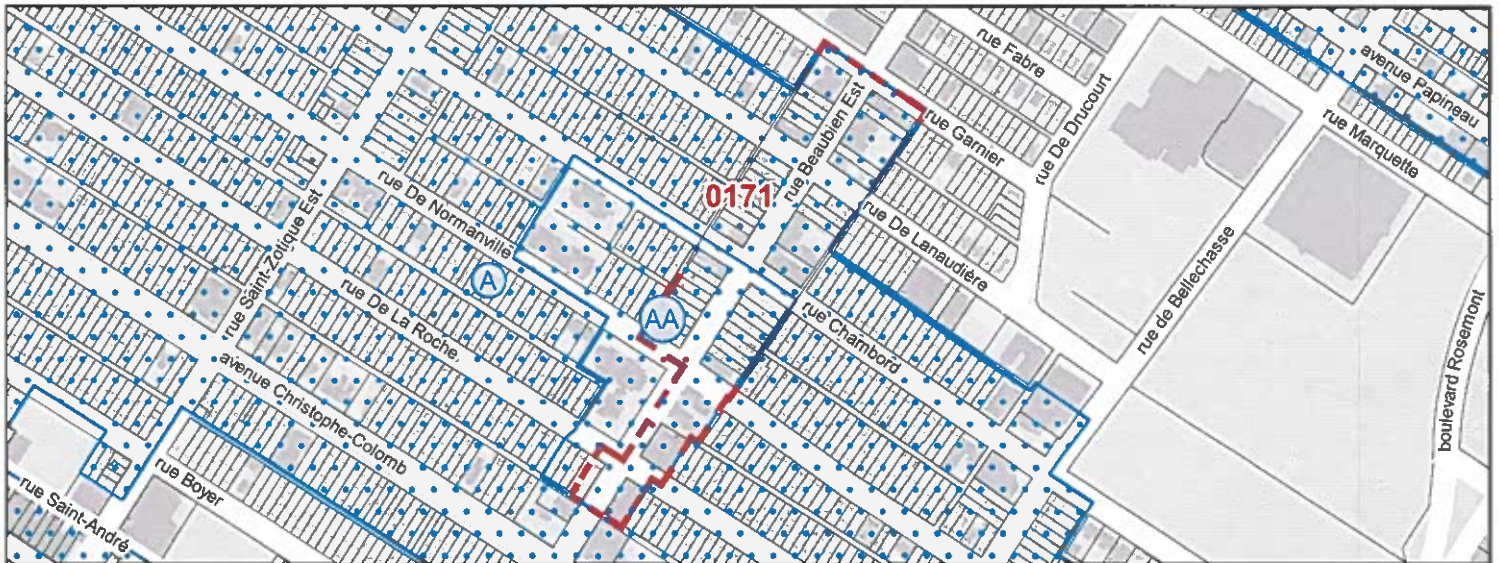 rue Fabre
avenue Papineau
rue De Drucourt
rue Marquette
rue Garnier
rue Beaubien Est
0171
rue De Normanville
rue De Lanaudière
rue Saint-Zotique Est
A
rue de Bellechasse
rue De La Roche
AA
rue Chambord
boulevard Rosemont
avenue Christophe-Colomb
rue Boyer
rue Saint-André